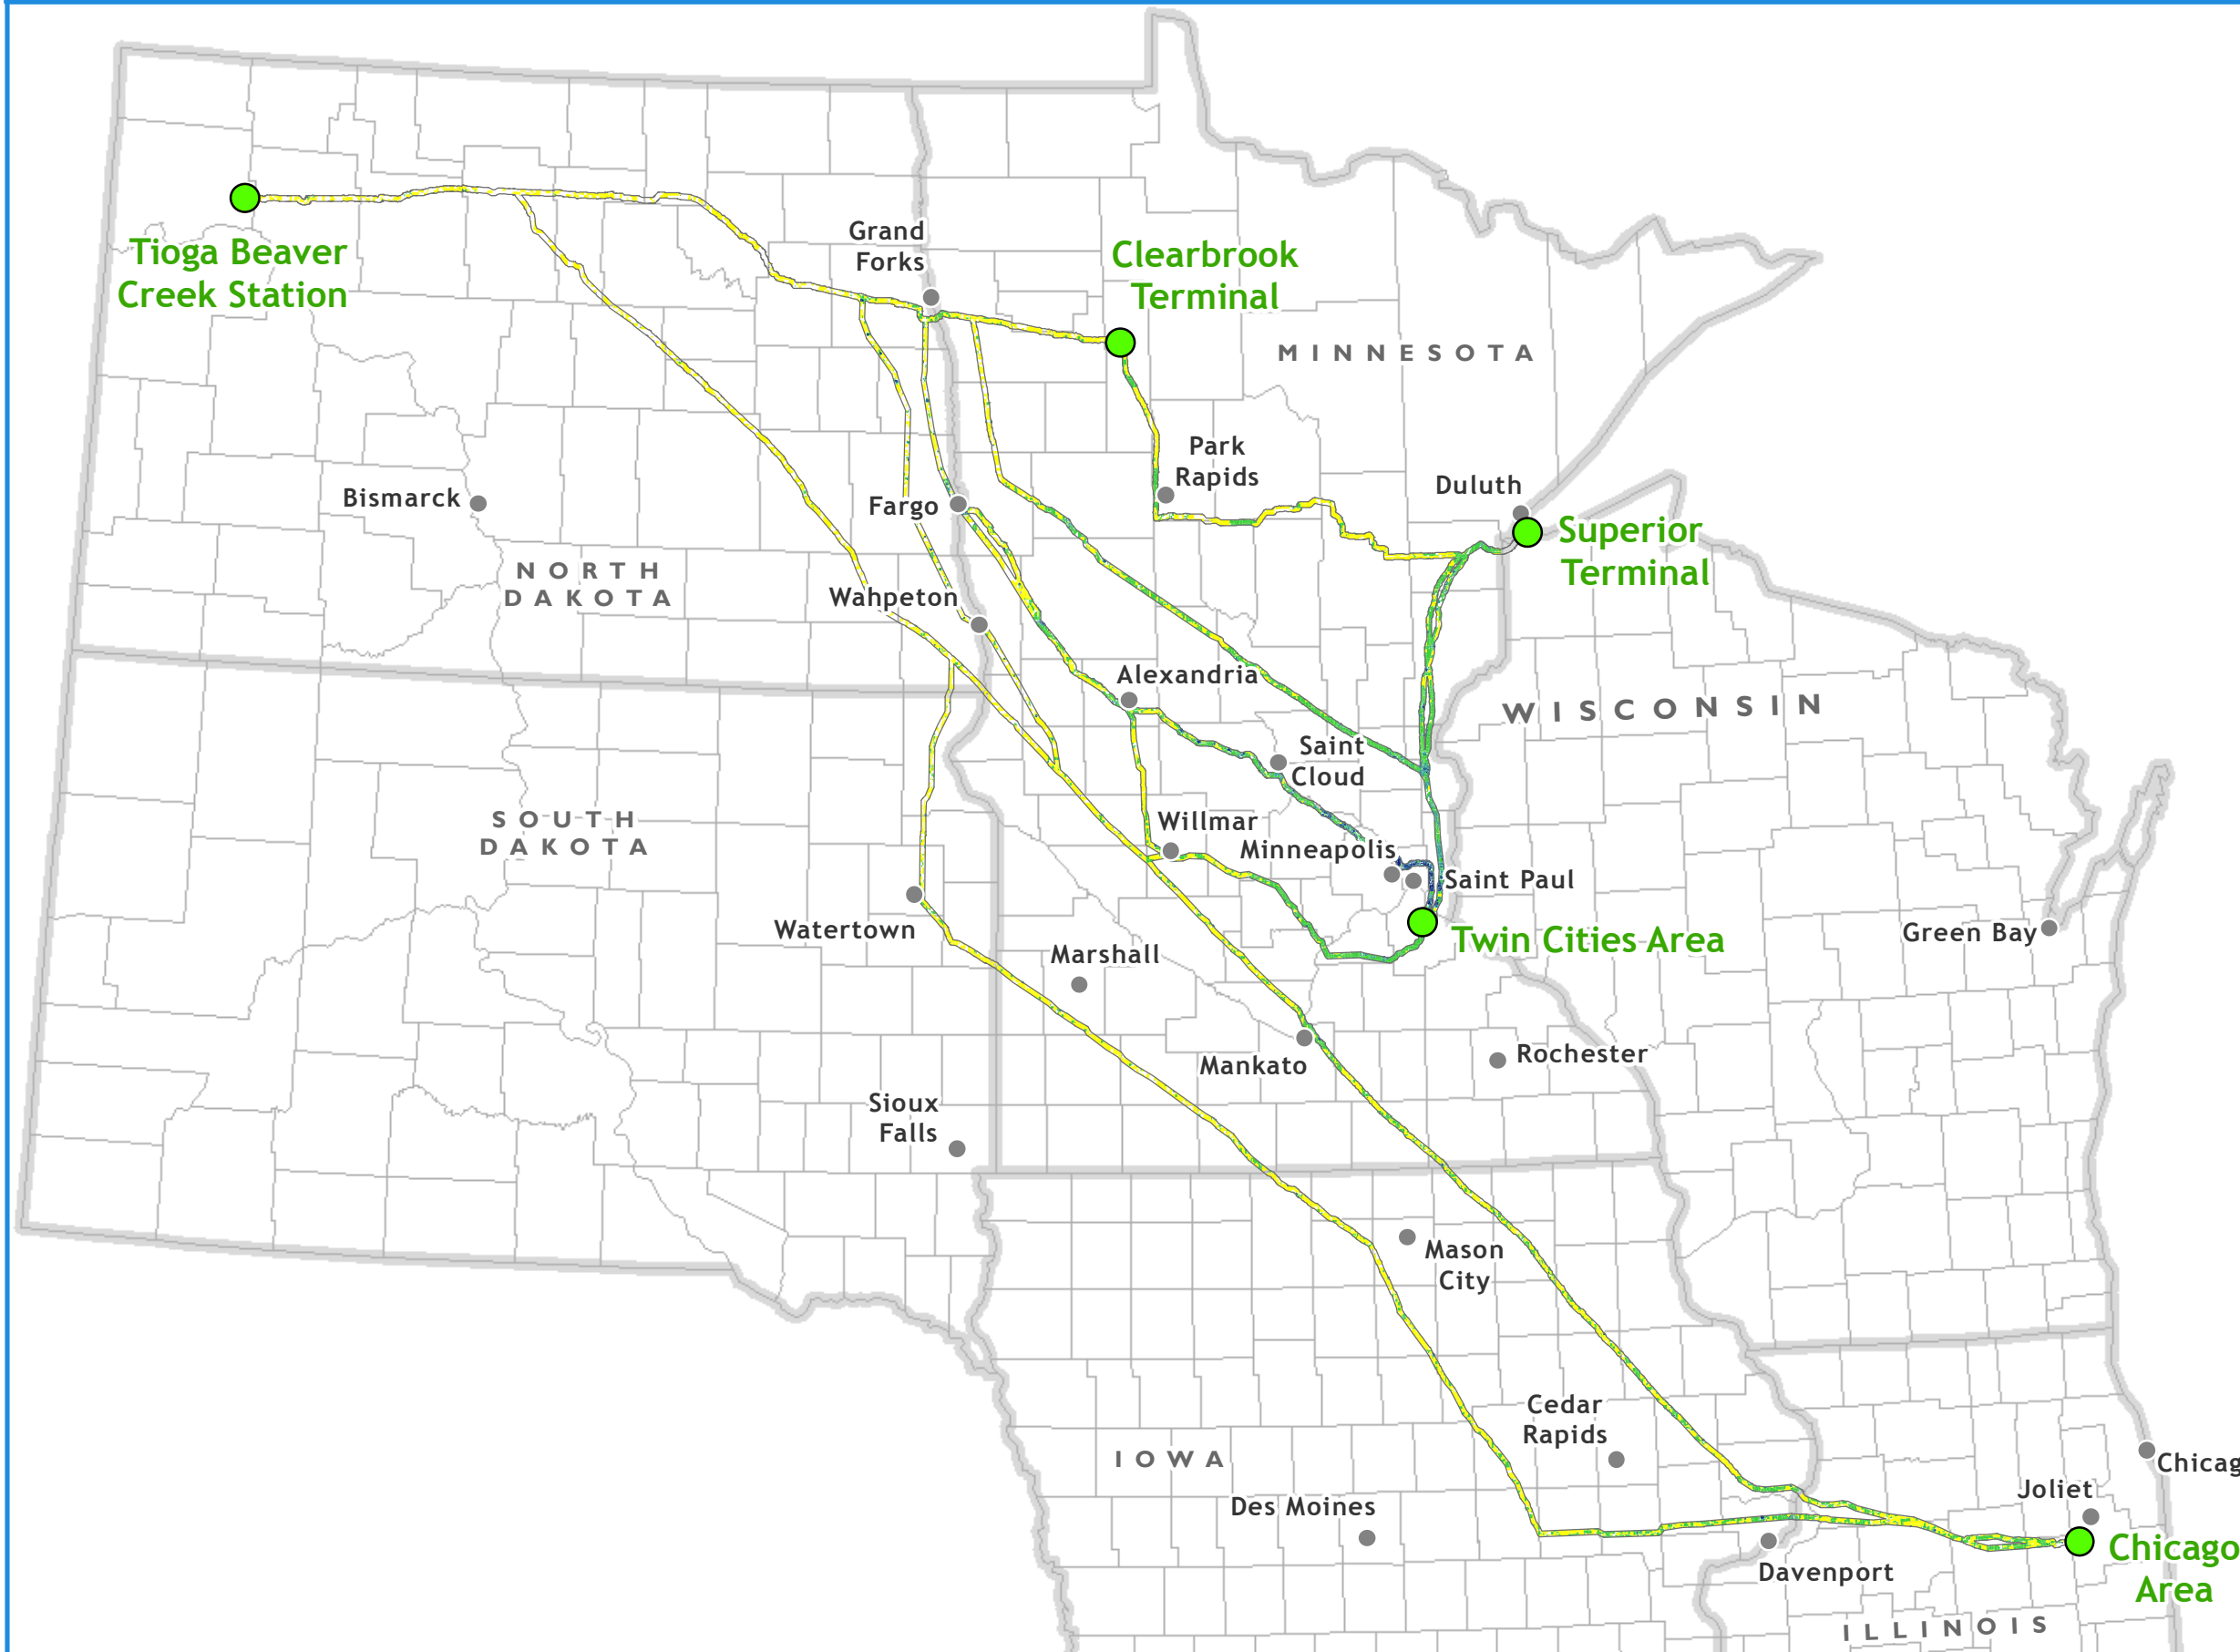 Grand
Forks
Tioga Beaver
Creek Station
Clearbrook
Terminal
MINNESOTA
Park
Rapids
Duluth
Bismarck
Fargo
Superior
Terminal
NORTH
DAKOTA
Wahpeton
Alexandria
WISCONSIN
Saint
Cloud
SOUTH
DAKOTA
Willmar
Minneapolis
Saint Paul
Watertown
Twin Cities Area
Green Bay
Marshall
Mankato
Rochester
Sioux
Falls
Mason
City
Cedar
Rapids
IOWA
Chicag
Joliet
Des Moines
Chicago
Area
Davenport
ILLINOIS